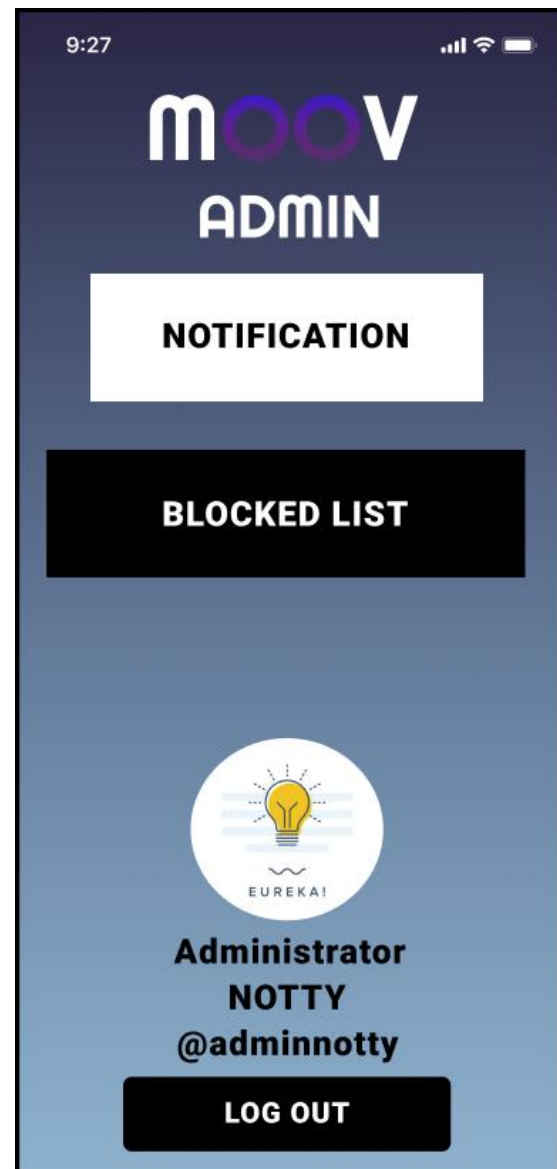 9:27
mOOV
ADMIN
NOTIFICATION
BLOCKED LIST
EUREKA!
Administrator
NOTTY
@adminnotty
LOG OUT